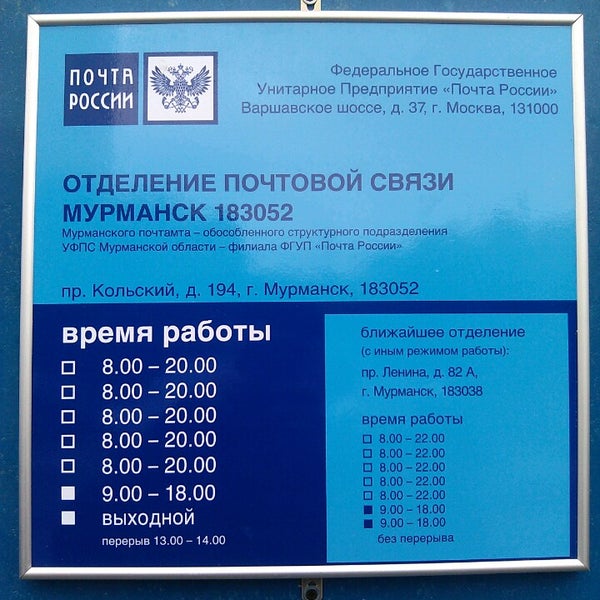 ПОЧТА
РОССИИ
Федеральное Государственное
Унитарное Предприятие «Почта России»
Варшавское шоссе, д. 37, г. Москва, 131000
ОТДЕЛЕНИЕ ПОЧТОВОЙ СВЯЗИ
МУРМАНСК 183052
Мурманского почтамта – обособленного структурного подразделения
УФПС Мурманской области – филиала ФГУП «Почта России»
пр. Кольский, д. 194, г. Мурманск, 183052
время работы
8.00 – 20.00
8.00 – 20.00
8.00 – 20.00
8.00 – 20.00
8.00 – 20.00
9.00 – 18.00
выходной
перерыв 13.00 – 14.00
ближайшее отделение
(с иным режимом работы):
пр. Ленина, д. 82 А,
г. Мурманск, 183038
время работы
8.00 – 22.00
8.00 – 22.00
8.00 – 22.00
8.00 – 22.00
8.00 – 22.00
9.00 – 18.00
9.00 – 18.00
без перерыва